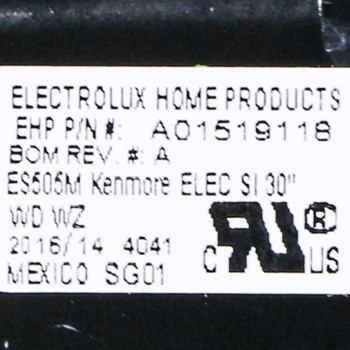 ELECTROLUX HOME PRODUCTS
EHP P/N #: A01519118
BOM REV. #: A
ES505M Kenmore ELEC SI 30"
WD WZ
2016/14 4041
MEXICO SG01
C RU US ®